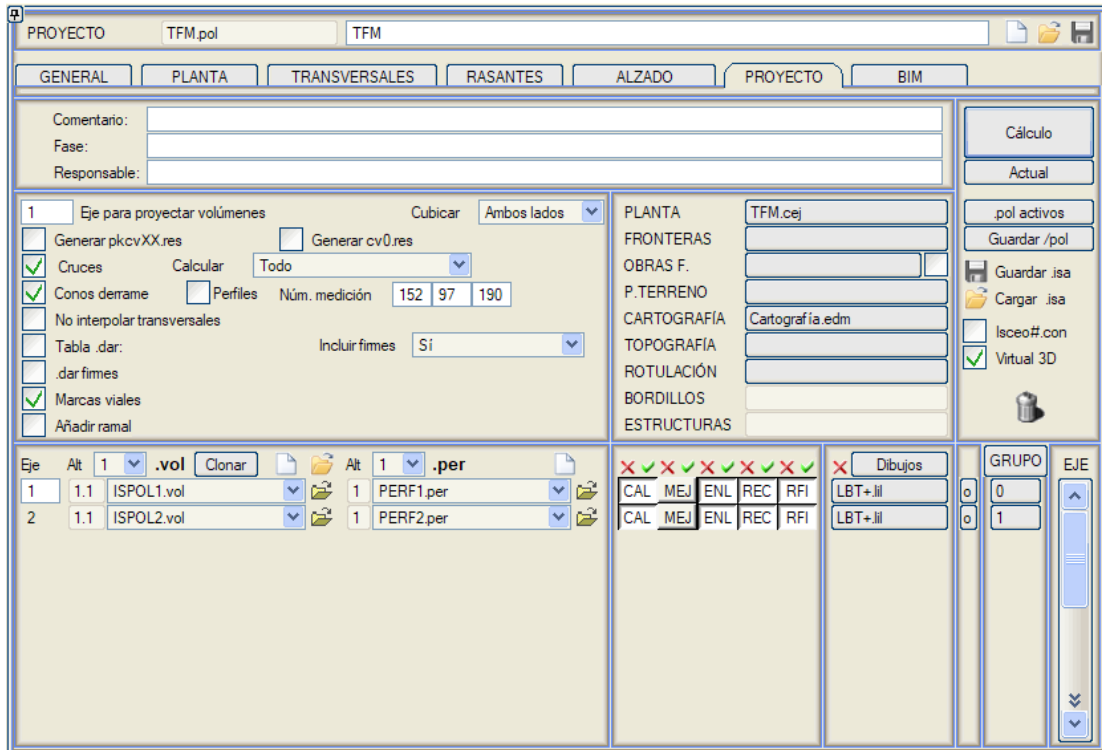 PROYECTO TFM.pol TFM
GENERAL PLANTA TRANSVERSALES RASANTES ALZADO PROYECTO BIM
Comentario:
Fase:
Responsable:
Cálculo
Actual
1 Eje para proyectar volúmenes Cubicar Ambos lados
Generar pkcvXX.res Generar cv0.res
Cruces Calcular Todo
Conos derrame Perfiles Núm. medición 152 97 190
No interpolar transversales
Tabla .dar: Incluir firmes Sí
.dar firmes
Marcas viales
Añadir ramal
PLANTA TFM.cej
FRONTERAS
OBRAS F.
P.TERRENO
CARTOGRAFÍA Cartografía.edm
TOPOGRAFÍA
ROTULACIÓN
BORDILLOS
ESTRUCTURAS
.pol activos
Guardar /pol
Guardar .isa
Cargar .isa
Isceo#.con
Virtual 3D
Eje Alt 1 .vol Clonar Alt 1 .per Dibujos GRUPO EJE
1 1.1 ISPOL1.vol 1 PERF1.per CAL MEJ ENL REC RFI LBT+.lil o 0
2 1.1 ISPOL2.vol 1 PERF2.per CAL MEJ ENL REC RFI LBT+.lil o 1